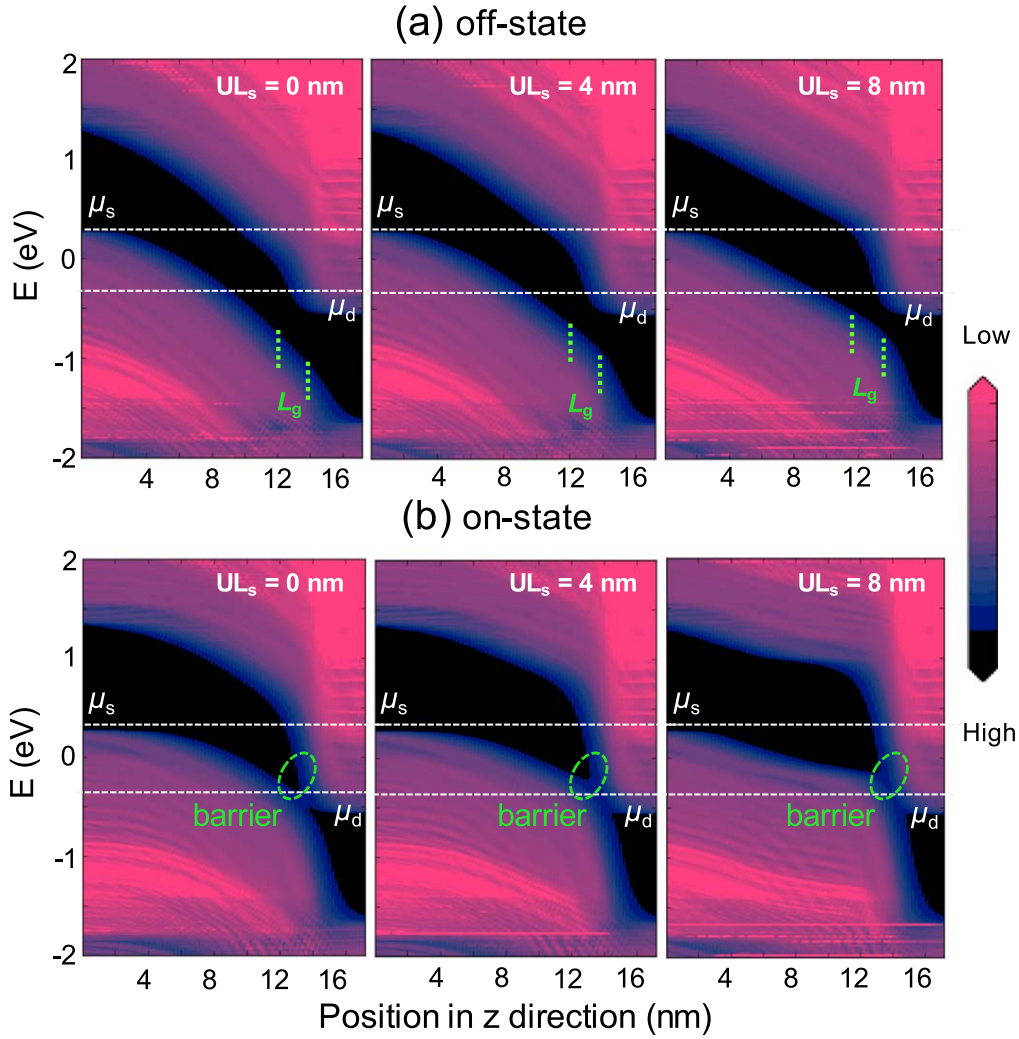 (a) off-state
ULs = 0 nm
ULs = 4 nm
ULs = 8 nm
2
1
0
-1
-2
E (eV)
μs
μs
μs
μd
μd
μd
Lg
Lg
Lg
4 8 12 16
4 8 12 16
4 8 12 16
Low
High
(b) on-state
ULs = 0 nm
ULs = 4 nm
ULs = 8 nm
2
1
0
-1
-2
E (eV)
μs
μs
μs
barrier
barrier
barrier
μd
μd
μd
4 8 12 16
4 8 12 16
4 8 12 16
Position in z direction (nm)